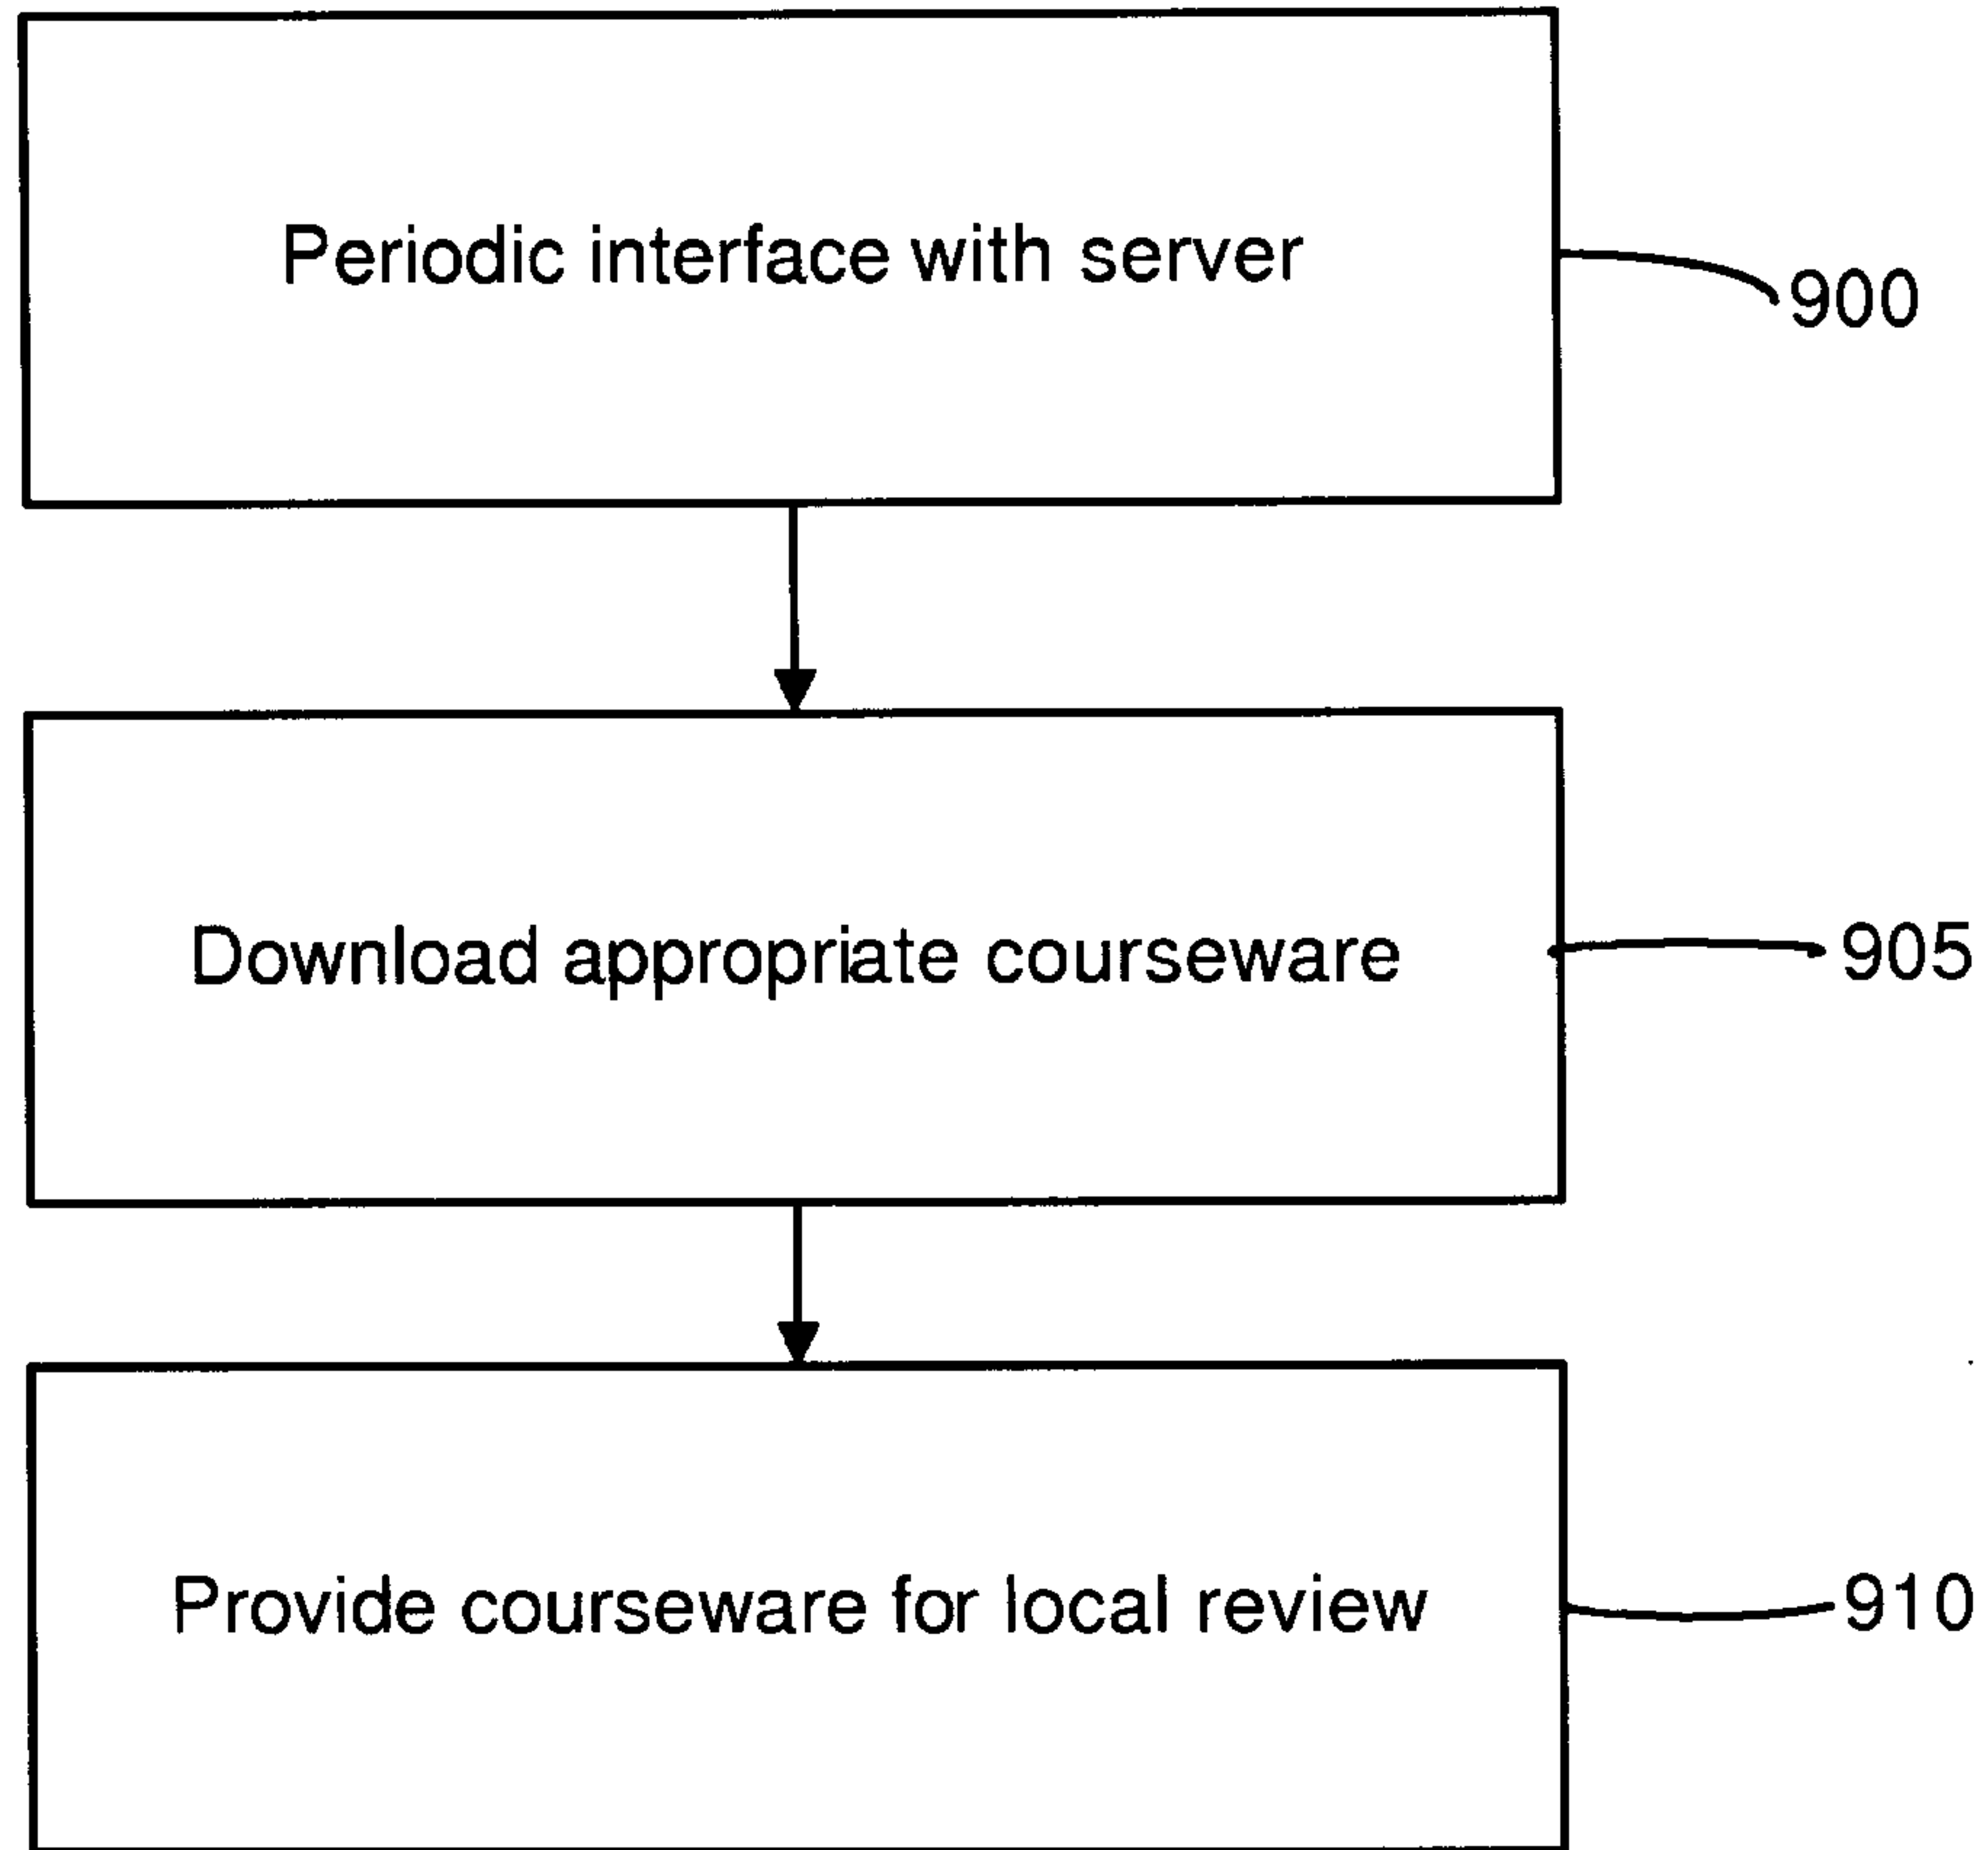 Periodic interface with server
900
Download appropriate courseware
905
Provide courseware for local review
910